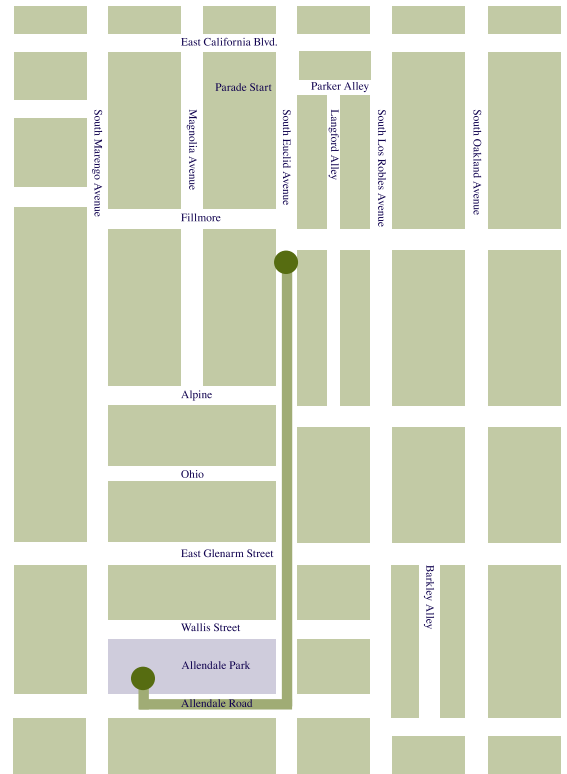 East California Blvd.
Parade Start
Parker Alley
South Marengo Avenue
Magnolia Avenue
South Euclid Avenue
Langford Alley
South Los Robles Avenue
South Oakland Avenue
Fillmore
Alpine
Ohio
East Glenarm Street
Barkley Alley
Wallis Street
Allendale Park
Allendale Road